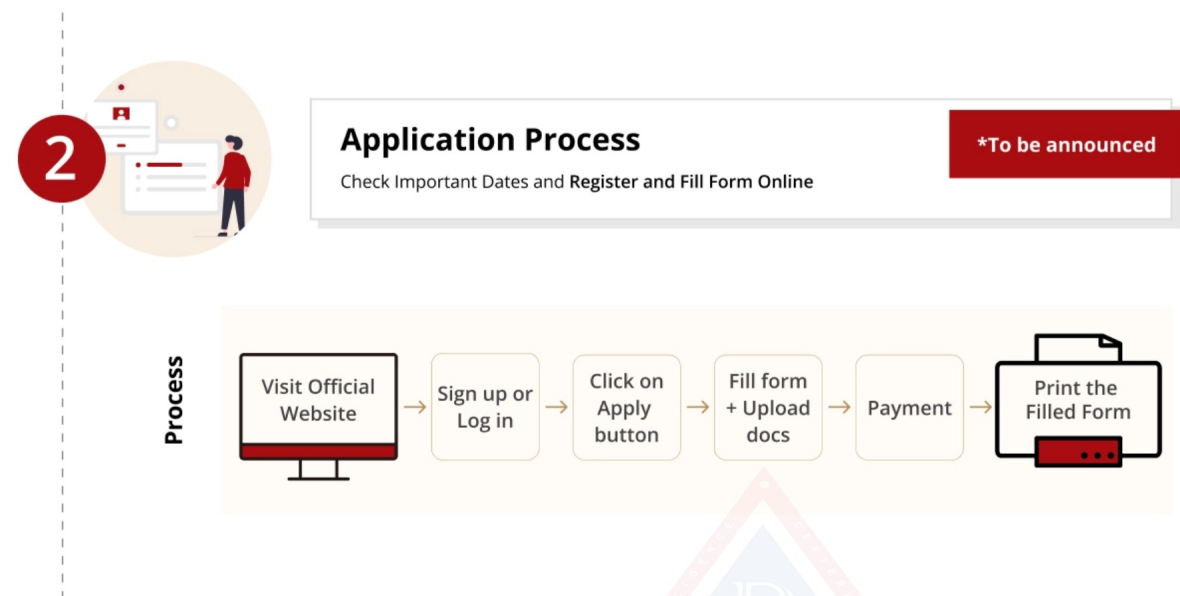 2
Application Process
*To be announced
Check Important Dates and Register and Fill Form Online
Process
Visit Official
Website
Sign up or
Log in
Click on
Apply
button
Fill form
+ Upload
docs
Payment
Print the
Filled Form